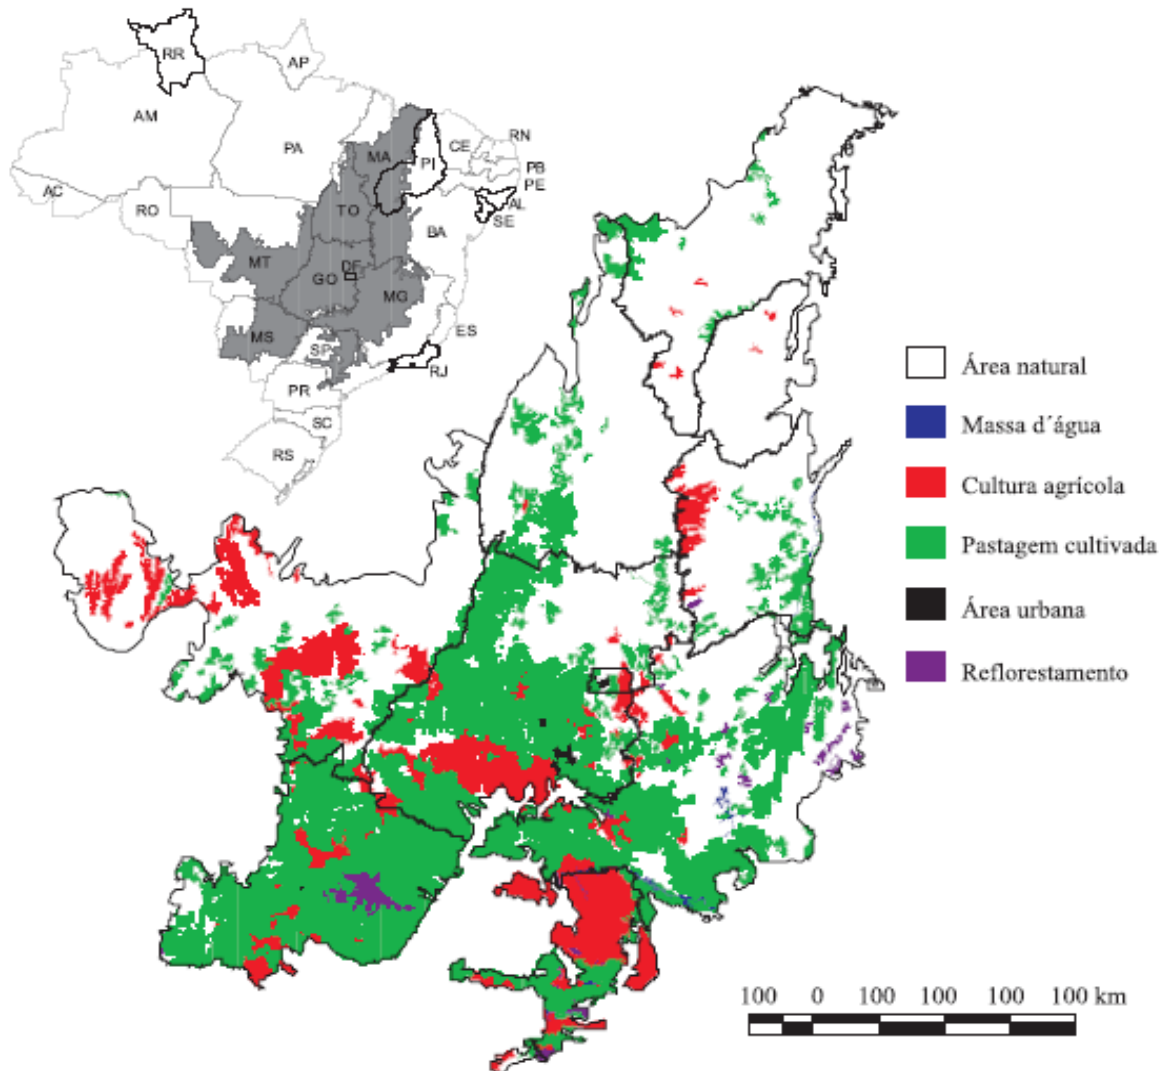 RR
AP
AM
PA
MA
CE
RN
PI
PB
PE
AC
AL
RO
TO
SE
BA
MT
DF
GO
MG
ES
MS
SP
RJ
PR
SC
RS
Área natural
Massa d´água
Cultura agrícola
Pastagem cultivada
Área urbana
Reflorestamento
100 0 100 100 100 100 km